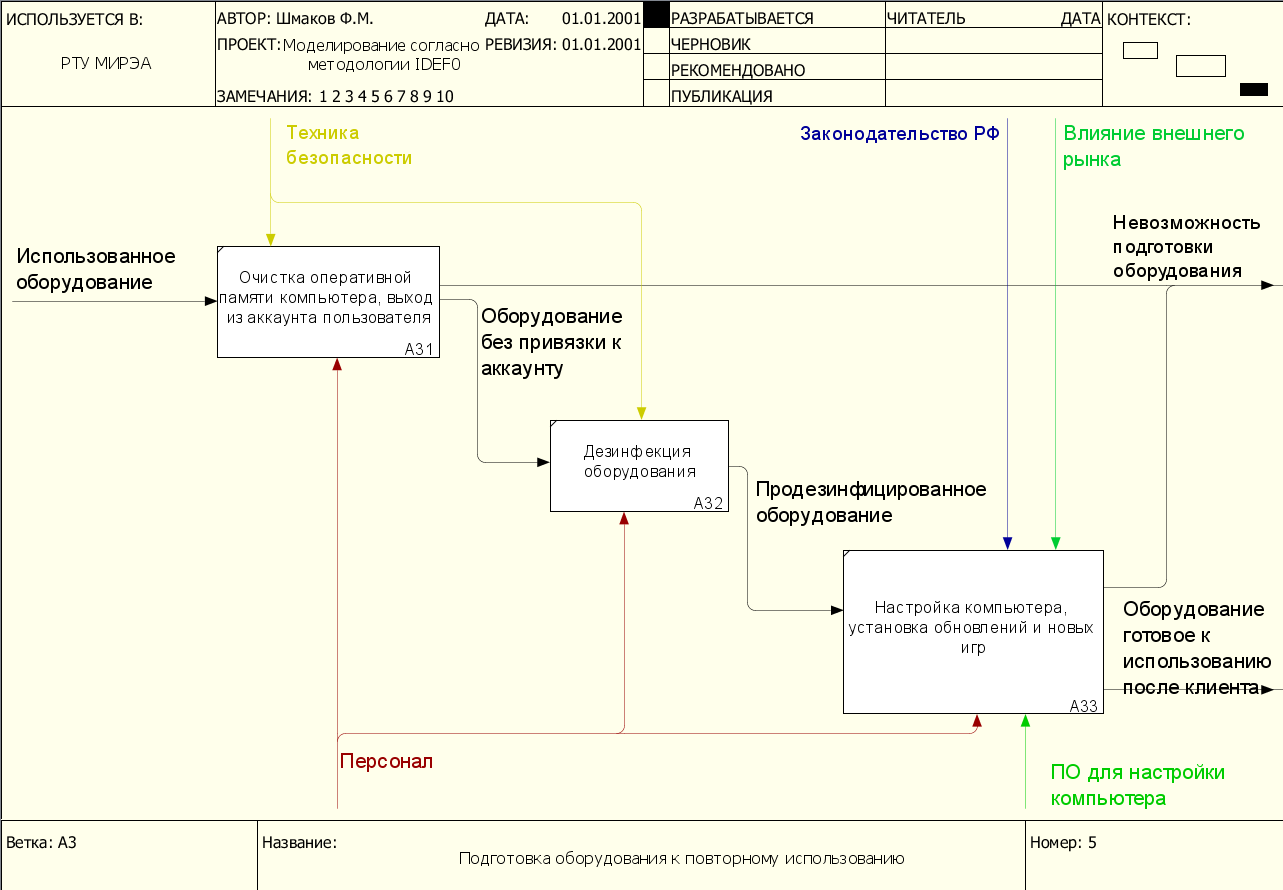 ИСПОЛЬЗУЕТСЯ В:
РТУ МИРЭА
АВТОР: Шмаков Ф.М.
ДАТА: 01.01.2001
ПРОЕКТ: Моделирование согласно
методологии IDEF0
РЕВИЗИЯ: 01.01.2001
ЗАМЕЧАНИЯ: 1 2 3 4 5 6 7 8 9 10
РАЗРАБАТЫВАЕТСЯ
ЧЕРНОВИК
РЕКОМЕНДОВАНО
ПУБЛИКАЦИЯ
ЧИТАТЕЛЬ
ДАТА
КОНТЕКСТ:
Техника
безопасности
Законодательство РФ
Влияние внешнего
рынка
Невозможность
подготовки
оборудования
Использованное
оборудование
Очистка оперативной
памяти компьютера, выход
из аккаунта пользователя
A31
Оборудование
без привязки к
аккаунту
Дезинфекция
оборудования
A32
Продезинфицированное
оборудование
Настройка компьютера,
установка обновлений и новых
игр
A33
Оборудование
готовое к
использованию
после клиента
Персонал
ПО для настройки
компьютера
Ветка: A3
Название:
Подготовка оборудования к повторному использованию
Номер: 5